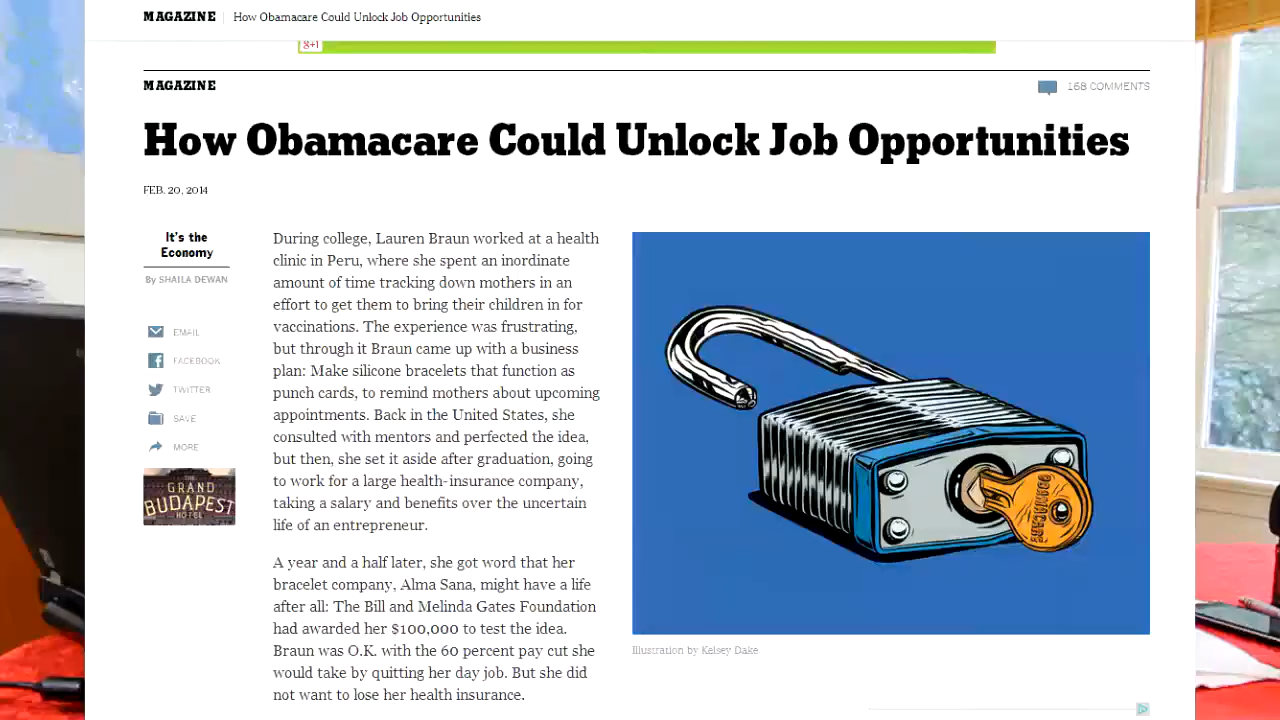 MAGAZINE How Obamacare Could Unlock Job Opportunities
g+1
MAGAZINE
168 COMMENTS
How Obamacare Could Unlock Job Opportunities
FEB. 20, 2014
It's the
Economy
By SHAILA DEWAN
EMAIL
FACEBOOK
TWITTER
SAVE
MORE
THE
GRAND
BUDAPEST
HOTEL
During college, Lauren Braun worked at a health
clinic in Peru, where she spent an inordinate
amount of time tracking down mothers in an
effort to get them to bring their children in for
vaccinations. The experience was frustrating,
but through it Braun came up with a business
plan: Make silicone bracelets that function as
punch cards, to remind mothers about upcoming
appointments. Back in the United States, she
consulted with mentors and perfected the idea,
but then, she set it aside after graduation, going
to work for a large health-insurance company,
taking a salary and benefits over the uncertain
life of an entrepreneur.
A year and a half later, she got word that her
bracelet company, Alma Sana, might have a life
after all: The Bill and Melinda Gates Foundation
had awarded her $100,000 to test the idea.
Braun was O.K. with the 60 percent pay cut she
would take by quitting her day job. But she did
not want to lose her health insurance.
OBAMACARE
Illustration by Kelsey Dake